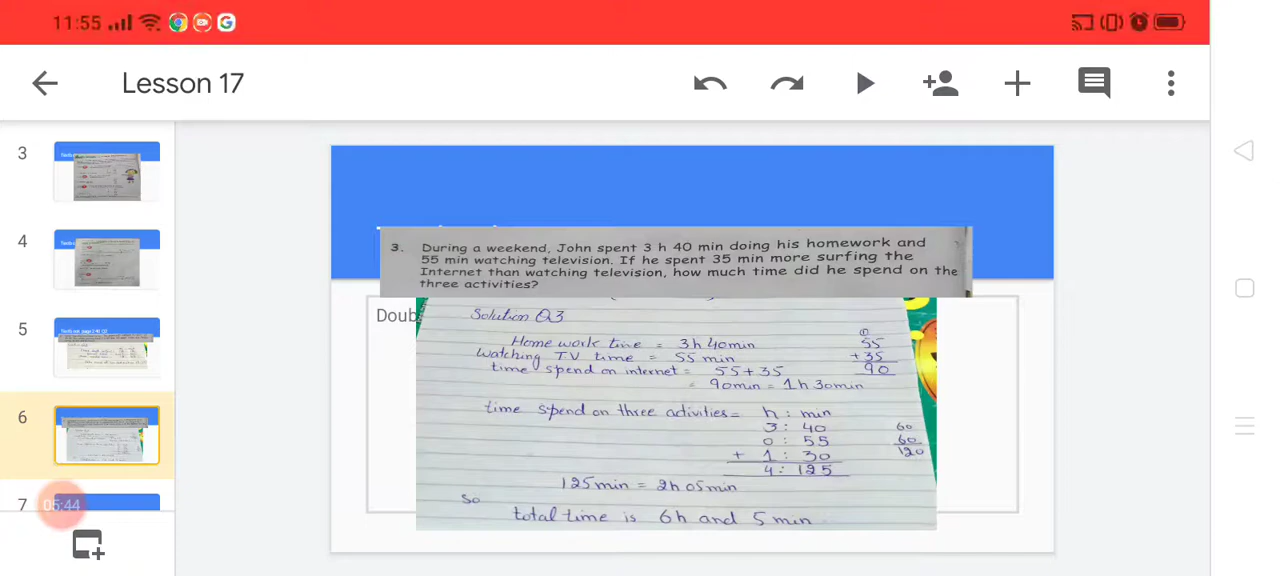 11:55
Lesson 17
3
4
5
6
7
05:44
3. During a weekend, John spent 3 h 40 min doing his homework and
55 min watching television. If he spent 35 min more surfing the
Internet than watching television, how much time did he spend on the
three activities?
Doub
Solution Q3
Home work time = 3h 40min
watching TV time = 55 min
time spend on internet = 55+35
= 90min = 1h 30min
1
55
+ 35
90
time spend on three activities = h : min
3 : 40
0 : 55
+ 1 : 30
4 : 125
60
60
120
125min = 2h 05min
So
total time is 6h and 5 min